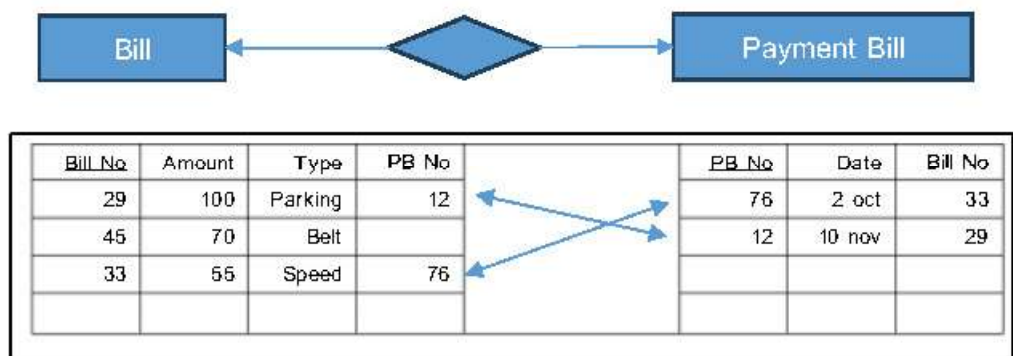 Bill Payment Bill
Bill No Amount Type PB No PB No Date Bill No
29 100 Parking 12 76 2 oct 33
45 70 Belt 12 10 nov 29
33 55 Speed 76